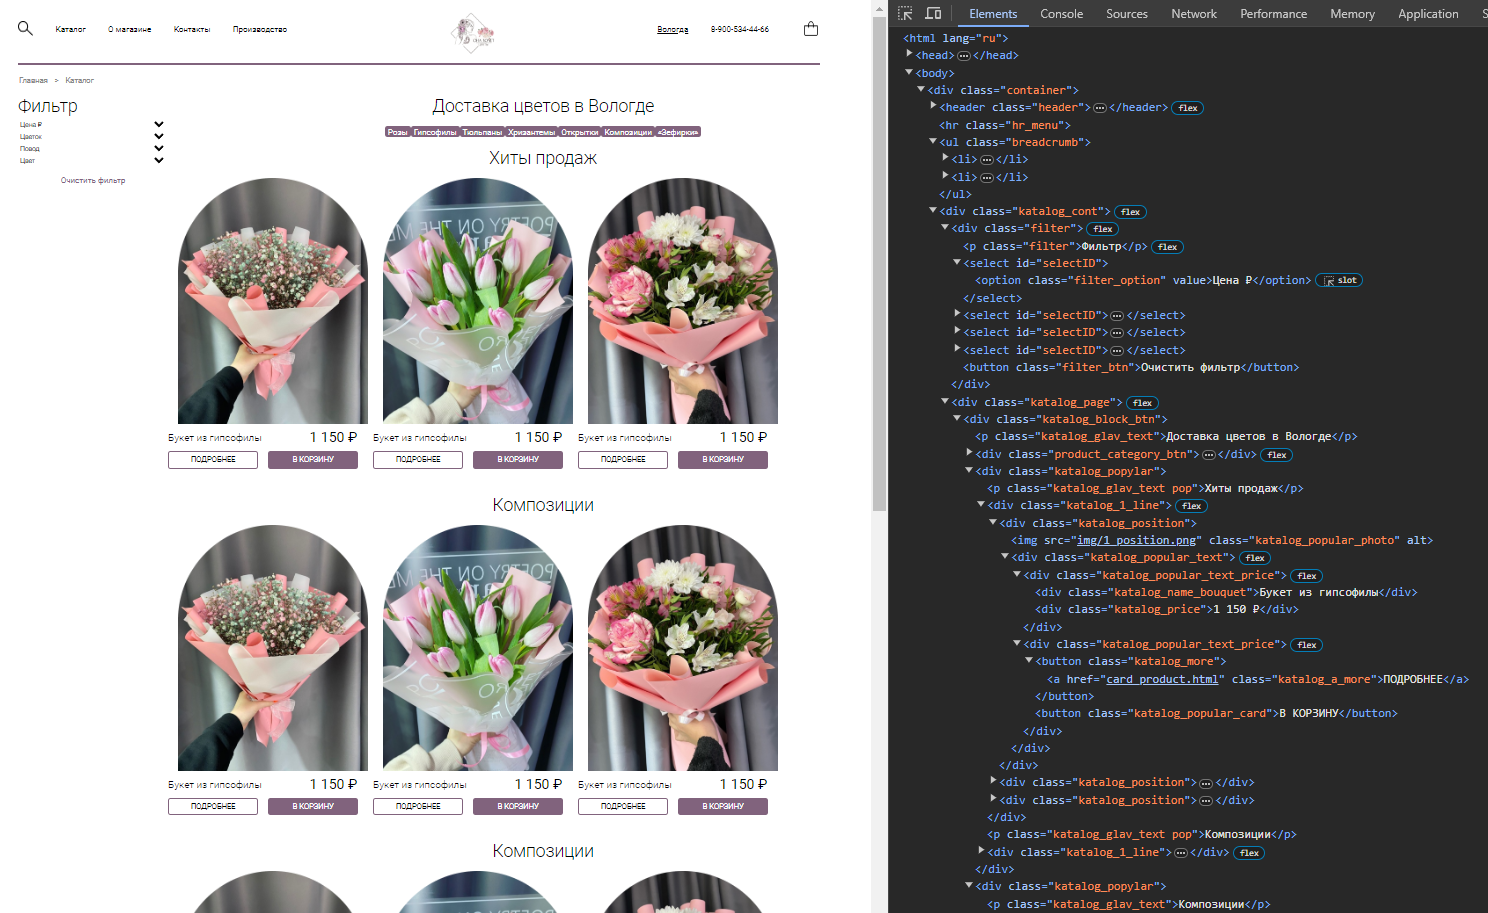 Каталог О магазине Контакты Производство Вологда 8-900-534-44-66
Главная > Каталог
Фильтр
Цена ₽
Цветок
Повод
Цвет
Очистить фильтр
Доставка цветов в Вологде
Розы Гипсофилы Тюльпаны Хризантемы Открытки Композиции «Зефирки»
Хиты продаж
POETRY ON THE
Букет из гипсофилы 1 150 ₽ Букет из гипсофилы 1 150 ₽ Букет из гипсофилы 1 150 ₽
ПОДРОБНЕЕ В КОРЗИНУ ПОДРОБНЕЕ В КОРЗИНУ ПОДРОБНЕЕ В КОРЗИНУ
Композиции
Букет из гипсофилы 1 150 ₽ Букет из гипсофилы 1 150 ₽ Букет из гипсофилы 1 150 ₽
ПОДРОБНЕЕ В КОРЗИНУ ПОДРОБНЕЕ В КОРЗИНУ ПОДРОБНЕЕ В КОРЗИНУ
Композиции
Elements Console Sources Network Performance Memory Application S
<html lang="ru">
<head> ••• </head>
<body>
<div class="container">
<header class="header"> ••• </header> flex
<hr class="hr_menu">
<ul class="breadcrumb">
<li> ••• </li>
<li> ••• </li>
</ul>
<div class="katalog_cont"> flex
<div class="filter"> flex
<p class="filter">Фильтр</p> flex
<select id="selectID">
<option class="filter_option" value>Цена ₽</option> slot
</select>
<select id="selectID"> ••• </select>
<select id="selectID"> ••• </select>
<select id="selectID"> ••• </select>
<button class="filter_btn">Очистить фильтр</button>
</div>
<div class="katalog_page"> flex
<div class="katalog_block_btn">
<p class="katalog_glav_text">Доставка цветов в Вологде</p>
<div class="product_category_btn"> ••• </div> flex
<div class="katalog_popylar">
<p class="katalog_glav_text pop">Хиты продаж</p>
<div class="katalog_1_line"> flex
<div class="katalog_position">
<img src="img/1_position.png" class="katalog_popular_photo" alt>
<div class="katalog_popular_text"> flex
<div class="katalog_popular_text_price"> flex
<div class="katalog_name_bouquet">Букет из гипсофилы</div>
<div class="katalog_price">1 150 ₽</div>
</div>
<div class="katalog_popular_text_price"> flex
<button class="katalog_more">
<a href="card_product.html" class="katalog_a_more">ПОДРОБНЕЕ</a>
</button>
<button class="katalog_popular_card">В КОРЗИНУ</button>
</div>
</div>
</div>
<div class="katalog_position"> ••• </div>
<div class="katalog_position"> ••• </div>
</div>
<p class="katalog_glav_text pop">Композиции</p>
<div class="katalog_1_line"> ••• </div> flex
</div>
<div class="katalog_popylar">
<p class="katalog_glav_text">Композиции</p>